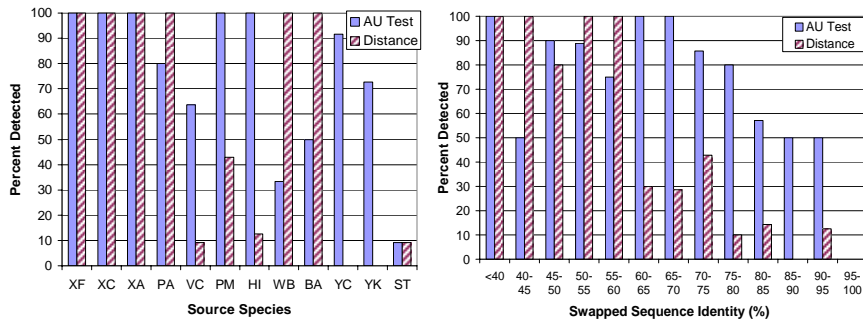 Percent Detected
100
90
80
70
60
50
40
30
20
10
0
AU Test
Distance
XF XC XA PA VC PM HI WB BA YC YK ST
Source Species
Percent Detected
100
90
80
70
60
50
40
30
20
10
0
AU Test
Distance
<40 40-45 45-50 50-55 55-60 60-65 65-70 70-75 75-80 80-85 85-90 90-95 95-100
Swapped Sequence Identity (%)